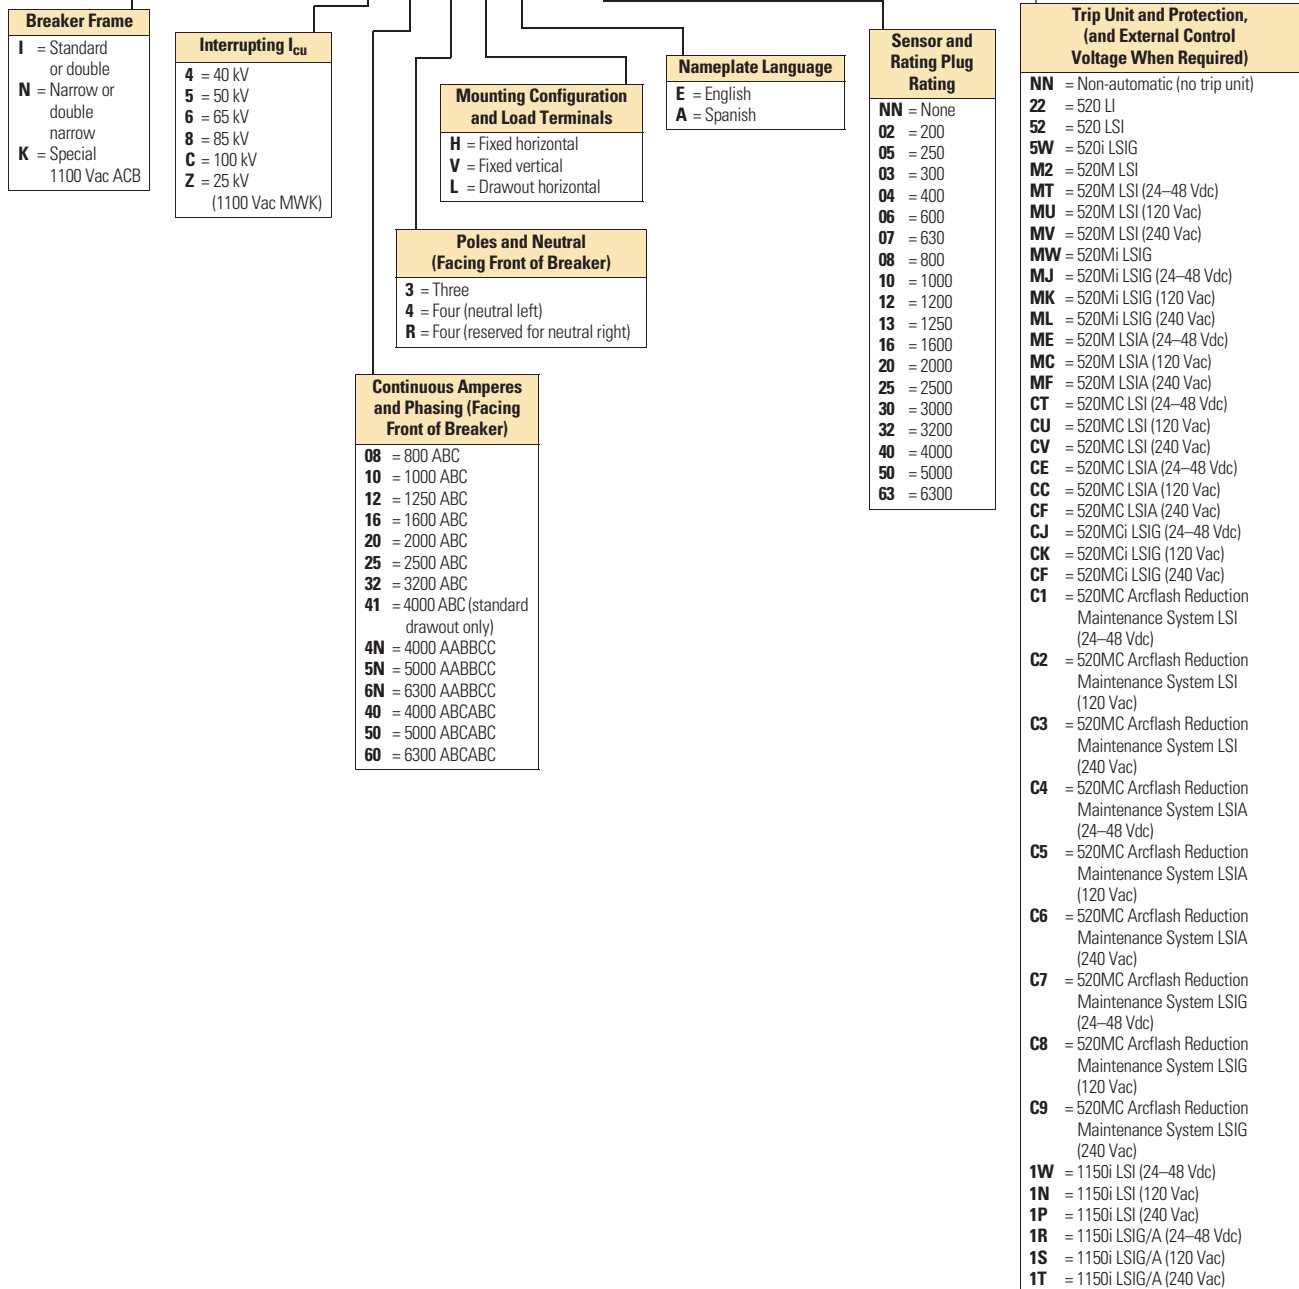 Breaker Frame
I = Standard
or double
N = Narrow or
double
narrow
K = Special
1100 Vac ACB
Interrupting Icu
4 = 40 kV
5 = 50 kV
6 = 65 kV
8 = 85 kV
C = 100 kV
Z = 25 kV
(1100 Vac MWK)
Continuous Amperes
and Phasing (Facing
Front of Breaker)
08 = 800 ABC
10 = 1000 ABC
12 = 1250 ABC
16 = 1600 ABC
20 = 2000 ABC
25 = 2500 ABC
32 = 3200 ABC
41 = 4000 ABC (standard
drawout only)
4N = 4000 AABBCC
5N = 5000 AABBCC
6N = 6300 AABBCC
40 = 4000 ABCABC
50 = 5000 ABCABC
60 = 6300 ABCABC
Poles and Neutral
(Facing Front of Breaker)
3 = Three
4 = Four (neutral left)
R = Four (reserved for neutral right)
Mounting Configuration
and Load Terminals
H = Fixed horizontal
V = Fixed vertical
L = Drawout horizontal
Nameplate Language
E = English
A = Spanish
Sensor and
Rating Plug
Rating
NN = None
02 = 200
05 = 250
03 = 300
04 = 400
06 = 600
07 = 630
08 = 800
10 = 1000
12 = 1200
13 = 1250
16 = 1600
20 = 2000
25 = 2500
30 = 3000
32 = 3200
40 = 4000
50 = 5000
63 = 6300
Trip Unit and Protection,
(and External Control
Voltage When Required)
NN = Non-automatic (no trip unit)
22 = 520 LI
52 = 520 LSI
5W = 520i LSIG
M2 = 520M LSI
MT = 520M LSI (24–48 Vdc)
MU = 520M LSI (120 Vac)
MV = 520M LSI (240 Vac)
MW = 520Mi LSIG
MJ = 520Mi LSIG (24–48 Vdc)
MK = 520Mi LSIG (120 Vac)
ML = 520Mi LSIG (240 Vac)
ME = 520M LSIA (24–48 Vdc)
MC = 520M LSIA (120 Vac)
MF = 520M LSIA (240 Vac)
CT = 520MC LSI (24–48 Vdc)
CU = 520MC LSI (120 Vac)
CV = 520MC LSI (240 Vac)
CE = 520MC LSIA (24–48 Vdc)
CC = 520MC LSIA (120 Vac)
CF = 520MC LSIA (240 Vac)
CJ = 520MCi LSIG (24–48 Vdc)
CK = 520MCi LSIG (120 Vac)
CF = 520MCi LSIG (240 Vac)
C1 = 520MC Arcflash Reduction
Maintenance System LSI
(24–48 Vdc)
C2 = 520MC Arcflash Reduction
Maintenance System LSI
(120 Vac)
C3 = 520MC Arcflash Reduction
Maintenance System LSI
(240 Vac)
C4 = 520MC Arcflash Reduction
Maintenance System LSIA
(24–48 Vdc)
C5 = 520MC Arcflash Reduction
Maintenance System LSIA
(120 Vac)
C6 = 520MC Arcflash Reduction
Maintenance System LSIA
(240 Vac)
C7 = 520MC Arcflash Reduction
Maintenance System LSIG
(24–48 Vdc)
C8 = 520MC Arcflash Reduction
Maintenance System LSIG
(120 Vac)
C9 = 520MC Arcflash Reduction
Maintenance System LSIG
(240 Vac)
1W = 1150i LSI (24–48 Vdc)
1N = 1150i LSI (120 Vac)
1P = 1150i LSI (240 Vac)
1R = 1150i LSIG/A (24–48 Vdc)
1S = 1150i LSIG/A (120 Vac)
1T = 1150i LSIG/A (240 Vac)